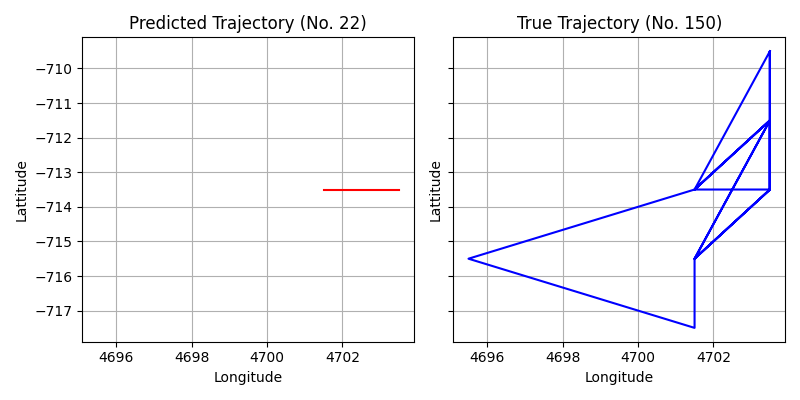 Predicted Trajectory (No. 22)
Lattitude
−710
−711
−712
−713
−714
−715
−716
−717
4696 4698 4700 4702
Longitude
True Trajectory (No. 150)
Lattitude
4696 4698 4700 4702
Longitude